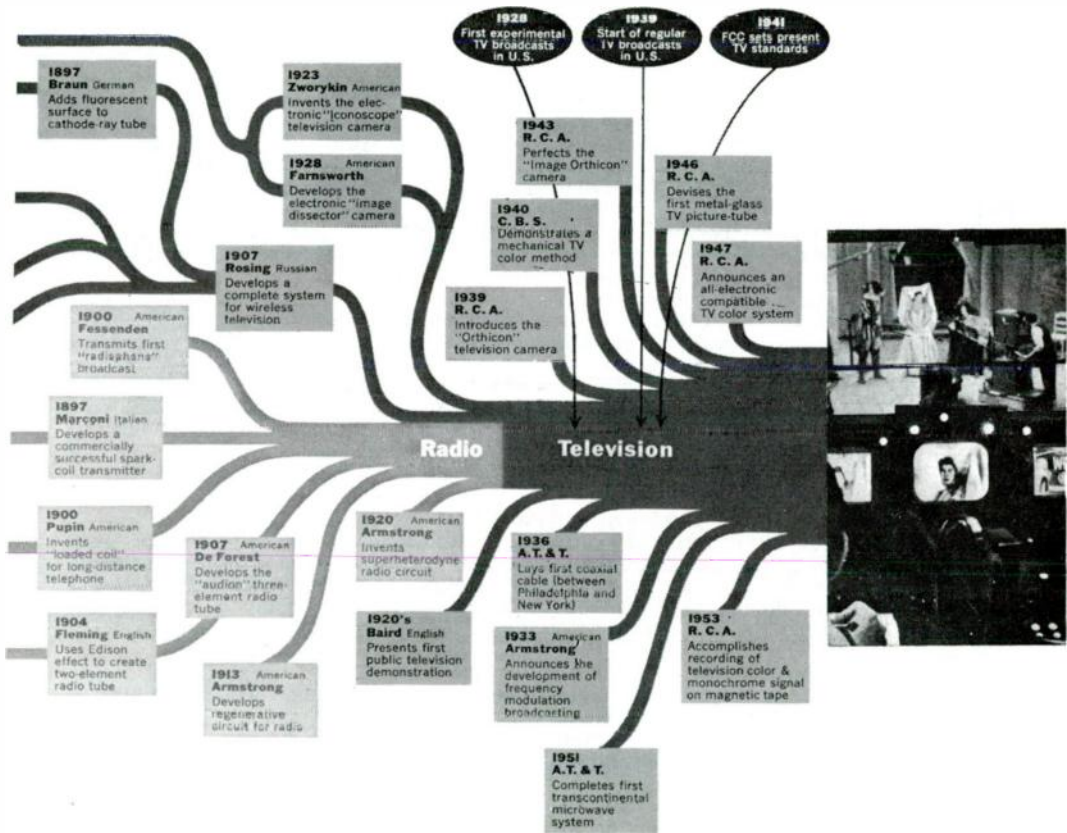 1928
First experimental
TV broadcasts
in U.S.
1939
Start of regular
TV broadcasts
in U.S.
1941
FCC sets present
TV standards
1897
Braun German
Adds fluorescent
surface to
cathode-ray tube
1923
Zworykin American
Invents the elec-
tronic "Iconoscope"
television camera
1928 American
Farnsworth
Develops the
electronic "image
dissector" camera
1943
R. C. A.
Perfects the
"Image Orthicon"
camera
1946
R. C. A.
Devises the
first metal-glass
TV picture-tube
1940
C. B. S.
Demonstrates a
mechanical TV
color method
1947
R. C. A.
Announces an
all-electronic
compatible
TV color system
1907
Rosing Russian
Develops a
complete system
for wireless
television
1939
R. C. A.
Introduces the
"Orthicon"
television camera
1900 American
Fessenden
Transmits first
"radiophone"
broadcast
1897
Marconi Italian
Develops a
commercially
successful spark-
coil transmitter
Radio
Television
1900
Pupin American
Invents
"loaded coil"
for long-distance
telephone
1907 American
De Forest
Develops the
"audion" three-
element radio
tube
1920 American
Armstrong
Invents
superheterodyne
radio circuit
1936
A. T. & T.
Lays first coaxial
cable (between
Philadelphia and
New York)
1904
Fleming English
Uses Edison
effect to create
two-element
radio tube
1913 American
Armstrong
Develops
regenerative
circuit for radio
1920's
Baird English
Presents first
public television
demonstration
1933 American
Armstrong
Announces the
development of
frequency
modulation
broadcasting
1953
R. C. A.
Accomplishes
recording of
television color &
monochrome signal
on magnetic tape
1951
A. T. & T.
Completes first
transcontinental
microwave
system